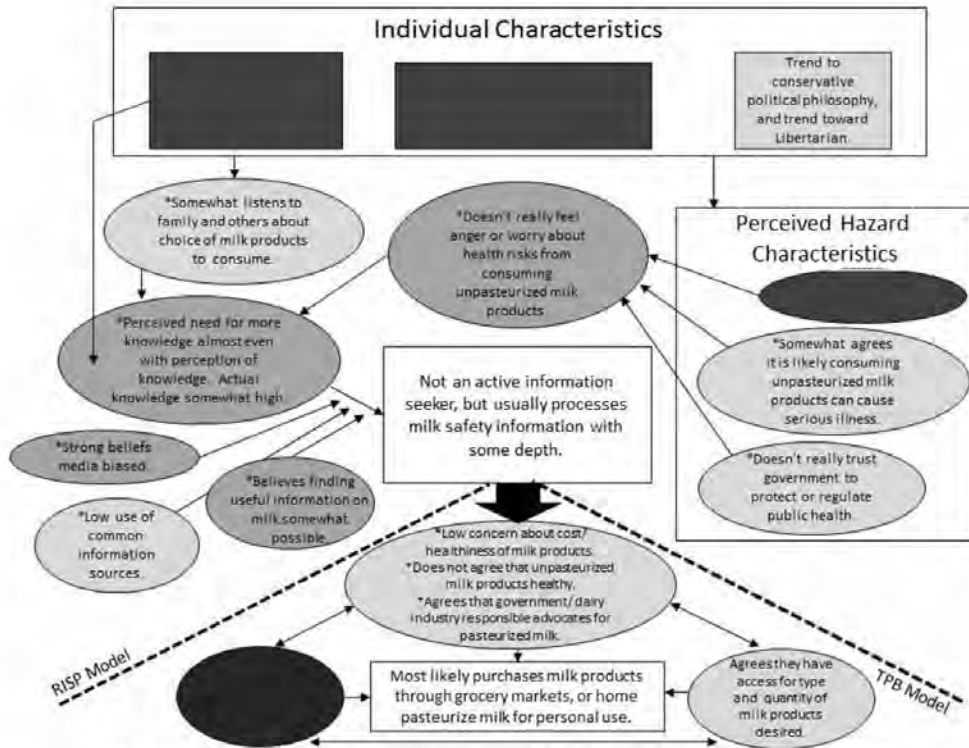 Individual Characteristics
Trend to
conservative
political philosophy,
and trend toward
Libertarian.
*Somewhat listens to
family and others about
choice of milk products
to consume.
*Doesn't really feel
anger or worry about
health risks from
consuming
unpasteurized milk
products
Perceived Hazard
Characteristics
*Perceived need for more
knowledge almost even
with perception of
knowledge. Actual
knowledge somewhat high.
*Somewhat agrees
it is likely consuming
unpasteurized milk
products can cause
serious illness.
Not an active information
seeker, but usually processes
milk safety information with
some depth.
*Strong beliefs
media biased.
*Believes finding
useful information on
milk somewhat
possible.
*Doesn't really trust
government to
protect or regulate
public health.
*Low use of
common
information
sources.
*Low concern about cost/
healthiness of milk products.
*Does not agree that unpasteurized
milk products healthy.
*Agrees that government/ dairy
industry responsible advocates for
pasteurized milk.
RISP Model
TPB Model
Most likely purchases milk products
through grocery markets, or home
pasteurize milk for personal use.
Agrees they have
access for type
and quantity of
milk products
desired.